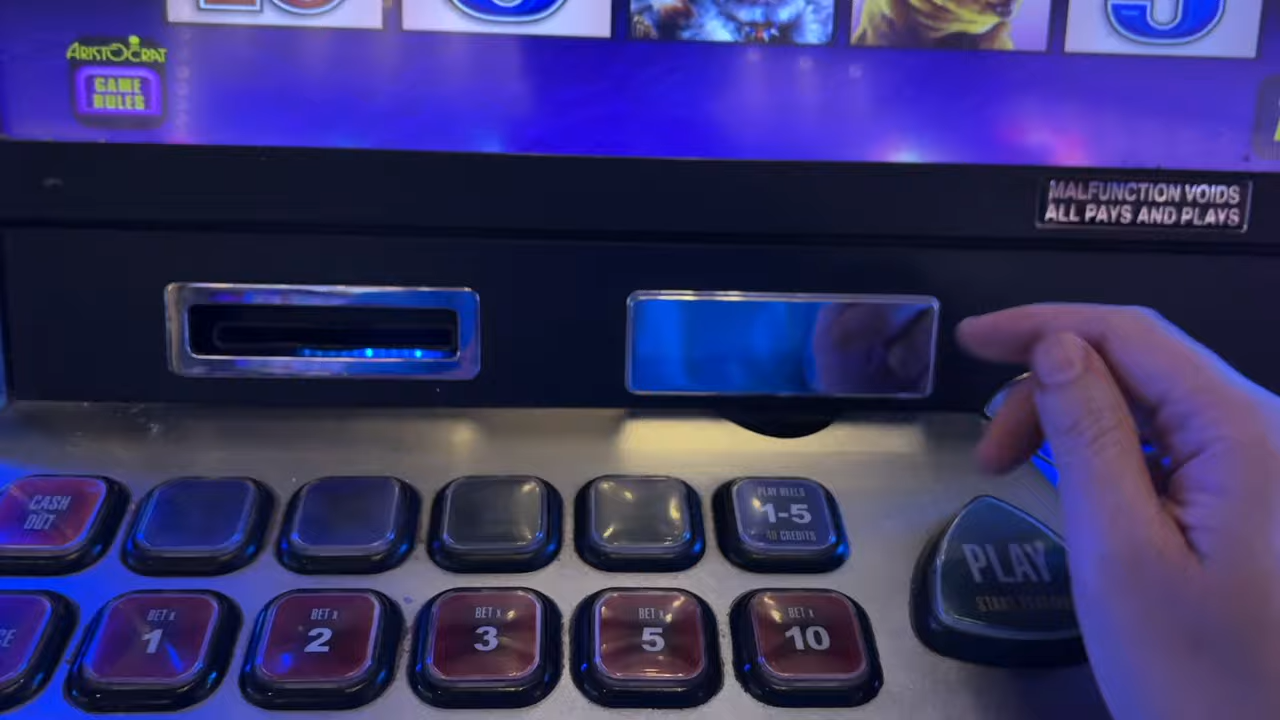 ARISTOCRAT
GAME
RULES
MALFUNCTION VOIDS
ALL PAYS AND PLAYS
CASH
OUT
PLAY REELS
1-5
40 CREDITS
PLAY
BET x
1
BET x
2
BET x
3
BET x
5
BET x
10